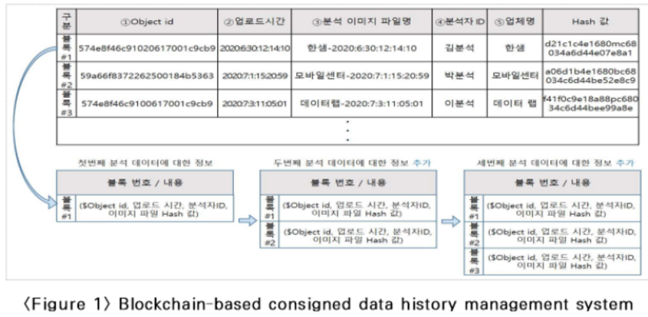 구분 ①Object id ②업로드시간 ③분석 이미지 파일명 ④분석자 ID ⑤업체명 Hash 값
블록#1 574e8f46c91020617001c9cb9 2020:6:30:12:14:10 한샘-2020:6:30:12:14:10 김분석 한샘 d21c1c4e1680mc68034a6d44e07e8a1
블록#2 59a66f8372262500184b5363 2020:7:1:15:20:59 모바일센터-2020:7:1:15:20:59 박분석 모바일센터 a06d1b4e1680bc68034c6d44be52e8c9
블록#3 574e8f46c9100617001c9cb9 2020:7:3:11:05:01 데이터랩-2020:7:3:11:05:01 이분석 데이터 랩 f41f0c9e18a88pc68034c6d44bee99a8e
첫번째 분석 데이터에 대한 정보
블록 번호 / 내용
블록#1 ($Object id, 업로드 시간, 분석자ID, 이미지 파일 Hash 값)
두번째 분석 데이터에 대한 정보 추가
블록 번호 / 내용
블록#1 ($Object id, 업로드 시간, 분석자ID, 이미지 파일 Hash 값)
블록#2 ($Object id, 업로드 시간, 분석자ID, 이미지 파일 Hash 값)
세번째 분석 데이터에 대한 정보 추가
블록 번호 / 내용
블록#1 ($Object id, 업로드 시간, 분석자ID, 이미지 파일 Hash 값)
블록#2 ($Object id, 업로드 시간, 분석자ID, 이미지 파일 Hash 값)
블록#3 ($Object id, 업로드 시간, 분석자ID, 이미지 파일 Hash 값)
〈Figure 1〉 Blockchain-based consigned data history management system